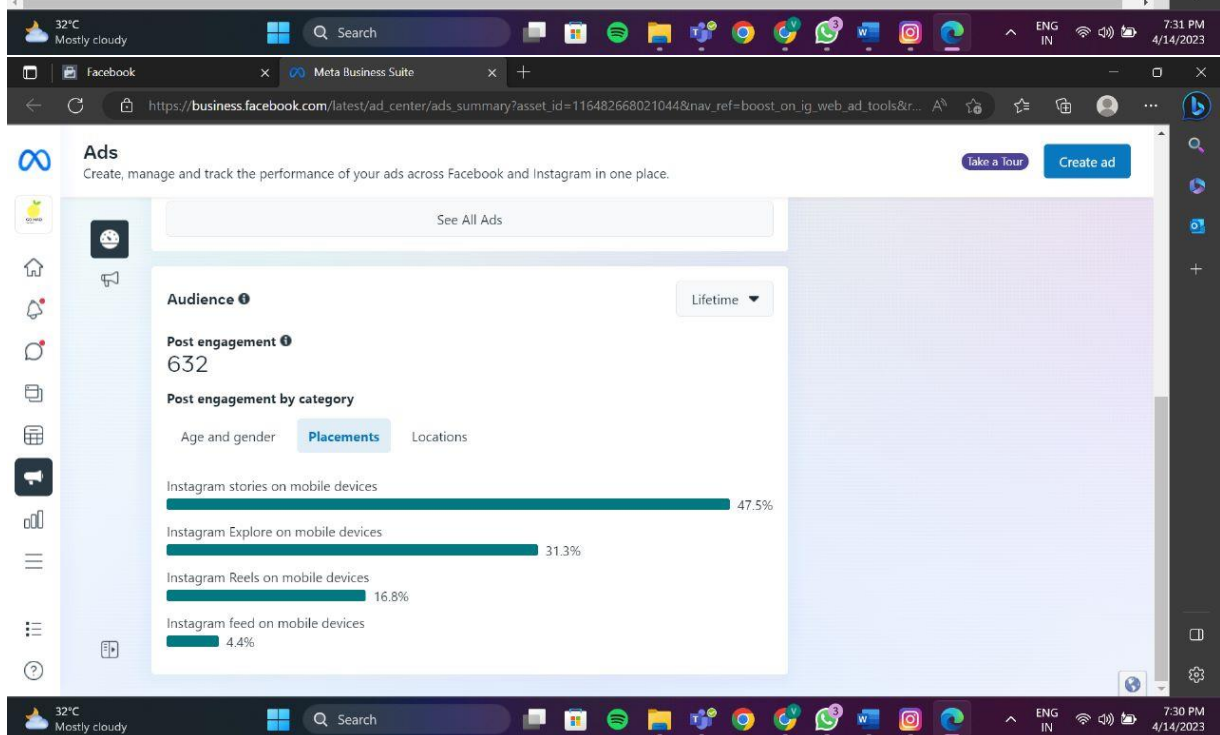 32°C
Mostly cloudy
Search
ENG
IN
7:31 PM
4/14/2023
Facebook
Meta Business Suite
https://business.facebook.com/latest/ad_center/ads_summary?asset_id=116482668021044&nav_ref=boost_on_ig_web_ad_tools&r...
Ads
Create, manage and track the performance of your ads across Facebook and Instagram in one place.
Take a Tour
Create ad
See All Ads
Audience
Lifetime
Post engagement
632
Post engagement by category
Age and gender Placements Locations
Instagram stories on mobile devices
47.5%
Instagram Explore on mobile devices
31.3%
Instagram Reels on mobile devices
16.8%
Instagram feed on mobile devices
4.4%
32°C
Mostly cloudy
Search
ENG
IN
7:30 PM
4/14/2023